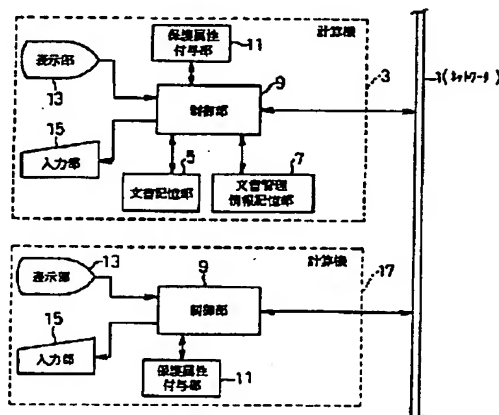 保護属性
付与部
11
計算機
表示部
13
9
制御部
3
1(ネットワーク)
15
入力部
5
文書記憶部
7
文書管理
情報記憶部
計算機
表示部
13
9
制御部
17
15
入力部
保護属性
付与部
11